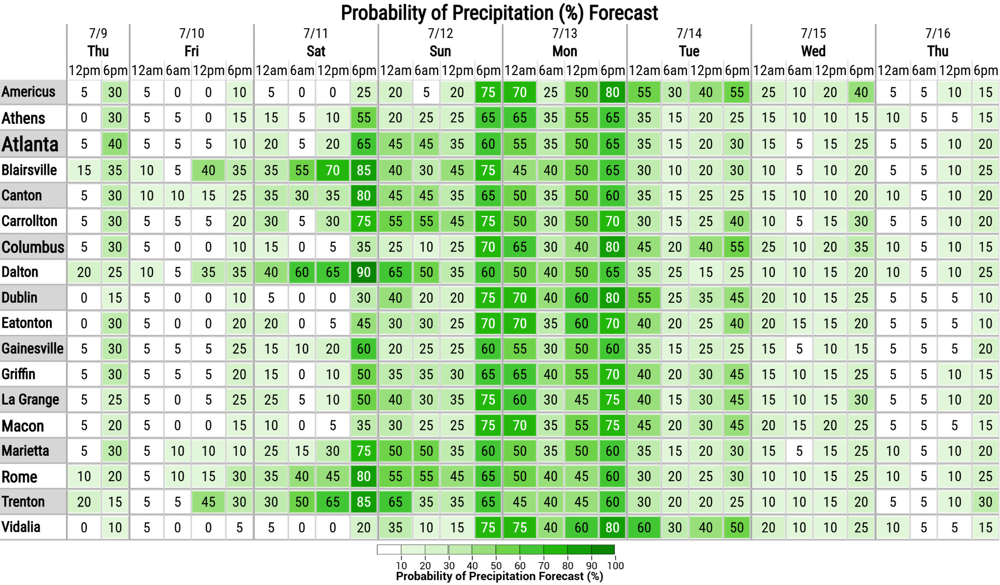 Probability of Precipitation (%) Forecast
7/9 7/10 7/11 7/12 7/13 7/14 7/15 7/16
Thu Fri Sat Sun Mon Tue Wed Thu
12pm 6pm 12am 6am 12pm 6pm 12am 6am 12pm 6pm 12am 6am 12pm 6pm 12am 6am 12pm 6pm 12am 6am 12pm 6pm 12am 6am 12pm 6pm 12am 6am 12pm 6pm
Americus 5 30 5 0 0 10 5 0 0 25 20 5 20 75 70 25 50 80 55 30 40 55 25 10 20 40 5 5 10 15
Athens 0 30 5 5 0 15 15 5 10 55 20 25 25 65 65 35 55 65 35 15 20 25 15 10 10 15 10 5 5 15
Atlanta 5 40 5 5 5 10 20 5 20 65 45 45 35 60 55 35 50 65 35 15 20 30 15 5 15 25 5 5 10 20
Blairsville 15 35 10 5 40 35 35 55 70 85 40 30 45 75 45 40 50 65 30 10 20 30 10 5 10 20 5 5 10 25
Canton 5 30 10 10 15 25 35 30 35 80 45 45 35 65 50 35 50 60 35 15 25 25 15 10 10 20 10 5 10 20
Carrollton 5 30 5 5 5 20 30 5 30 75 55 55 45 75 50 30 50 70 30 15 25 40 10 5 15 30 5 5 10 20
Columbus 5 30 5 0 0 10 15 0 5 35 25 10 25 70 65 30 40 80 45 20 40 55 25 10 20 35 10 5 10 15
Dalton 20 25 10 5 35 35 40 60 65 90 65 50 35 60 50 40 50 65 35 25 15 25 10 10 15 20 10 5 10 25
Dublin 0 15 5 0 0 10 5 0 0 30 40 20 20 75 70 40 60 80 55 25 35 45 20 10 15 25 5 5 5 10
Eatonton 0 30 5 0 0 20 20 0 5 45 30 30 25 70 70 35 60 70 40 20 25 40 20 15 15 20 5 5 5 10
Gainesville 5 30 5 5 5 25 15 10 20 60 20 25 25 60 55 30 50 60 35 15 25 25 15 5 10 15 5 5 5 20
Griffin 5 30 5 5 5 20 15 0 10 50 35 35 30 65 65 40 55 70 40 20 30 45 15 10 15 25 5 5 10 15
La Grange 5 25 5 0 5 25 25 5 10 50 40 30 35 75 60 30 45 75 40 15 30 45 15 10 15 30 5 5 10 20
Macon 5 20 5 0 0 15 10 0 5 35 30 25 25 75 70 35 55 75 45 20 30 45 20 15 20 25 5 5 5 15
Marietta 5 30 5 10 10 10 25 15 30 75 50 50 35 60 50 35 50 60 35 15 20 30 15 5 15 25 10 5 10 20
Rome 10 20 5 10 15 30 35 40 45 80 55 55 45 65 50 40 45 60 30 20 25 30 10 10 15 25 10 5 10 25
Trenton 20 15 5 5 45 30 30 50 65 85 65 35 35 65 45 40 45 60 30 20 20 25 10 10 15 20 5 5 10 30
Vidalia 0 10 5 0 0 5 5 0 0 20 35 10 15 75 75 40 60 80 60 30 40 50 20 10 10 25 10 5 5 15
10 20 30 40 50 60 70 80 90 100
Probability of Precipitation Forecast (%)